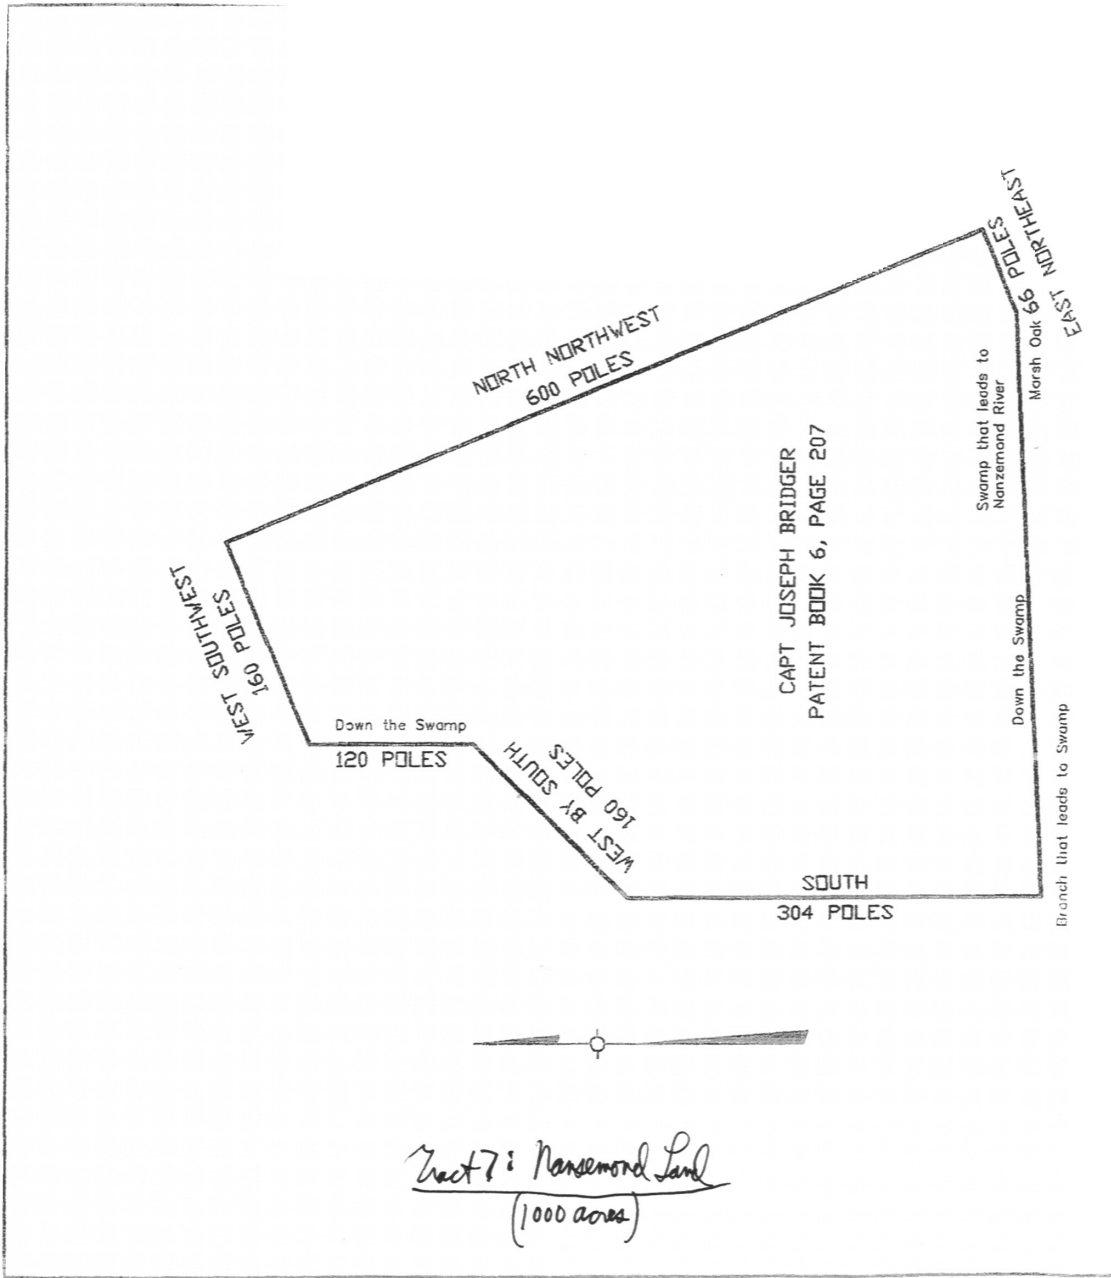 66 POLES
EAST NORTHEAST
NORTH NORTHWEST
600 POLES
Marsh Oak
Swamp that leads to
Nanzemond River
CAPT JOSEPH BRIDGER
PATENT BOOK 6, PAGE 207
WEST SOUTHWEST
160 POLES
Down the Swamp
Down the Swamp
120 POLES
WEST BY SOUTH
160 POLES
Branch that leads to Swamp
SOUTH
304 POLES
Tract 7: Nansemond Land
(1000 acres)